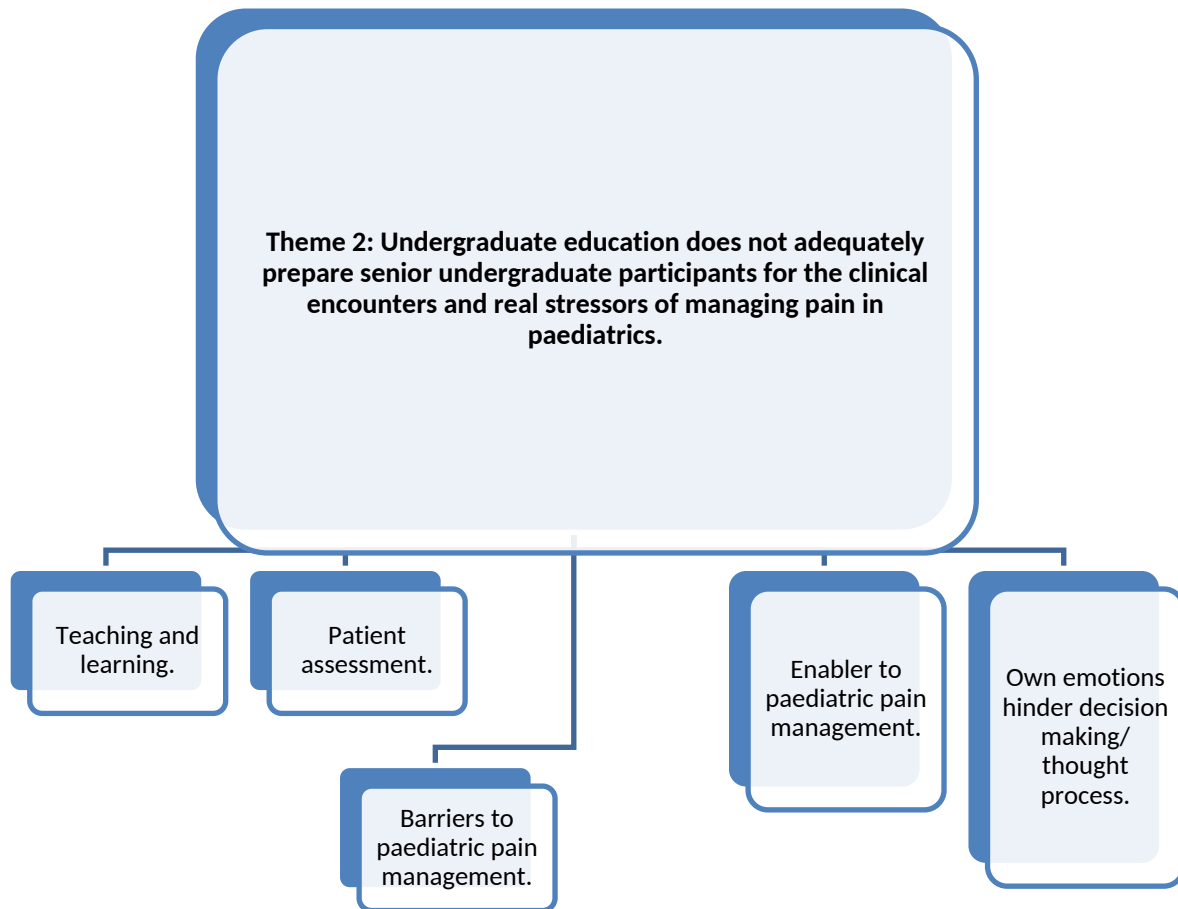 Theme 2: Undergraduate education does not adequately
prepare senior undergraduate participants for the clinical
encounters and real stressors of managing pain in
paediatrics.
Teaching and
learning.
Patient
assessment.
Barriers to
paediatric pain
management.
Enabler to
paediatric pain
management.
Own emotions
hinder decision
making/
thought
process.